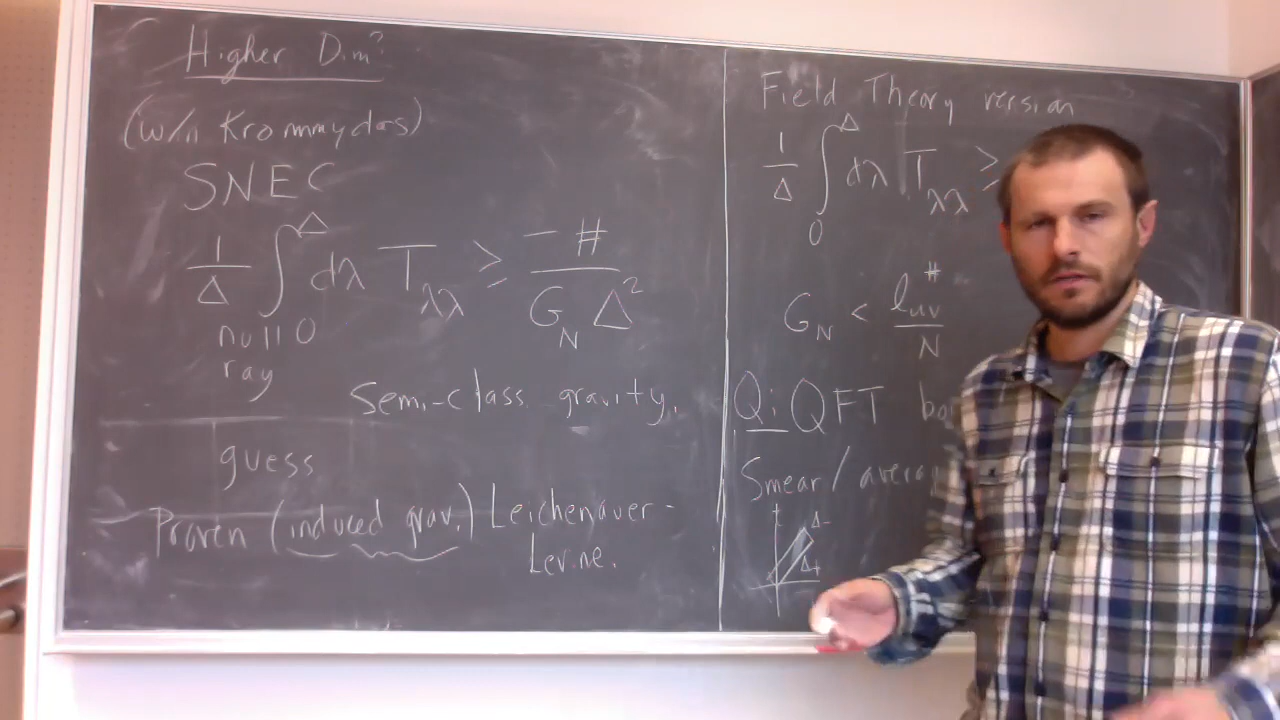 Higher Dim?
(w/n Krommydas)
SNEC
1/Δ ∫₀^Δ dλ T_λλ ≥ -#/(G_N Δ²)
null
ray
Semi-class gravity.
guess
Proven (induced grav.) Leichenauer-
Levine.
Field Theory version
1/Δ ∫₀^Δ dλ T_λλ ≥
G_N < l_uv^#/N
Q: QFT
Smear/
t
Δ-
Δ+